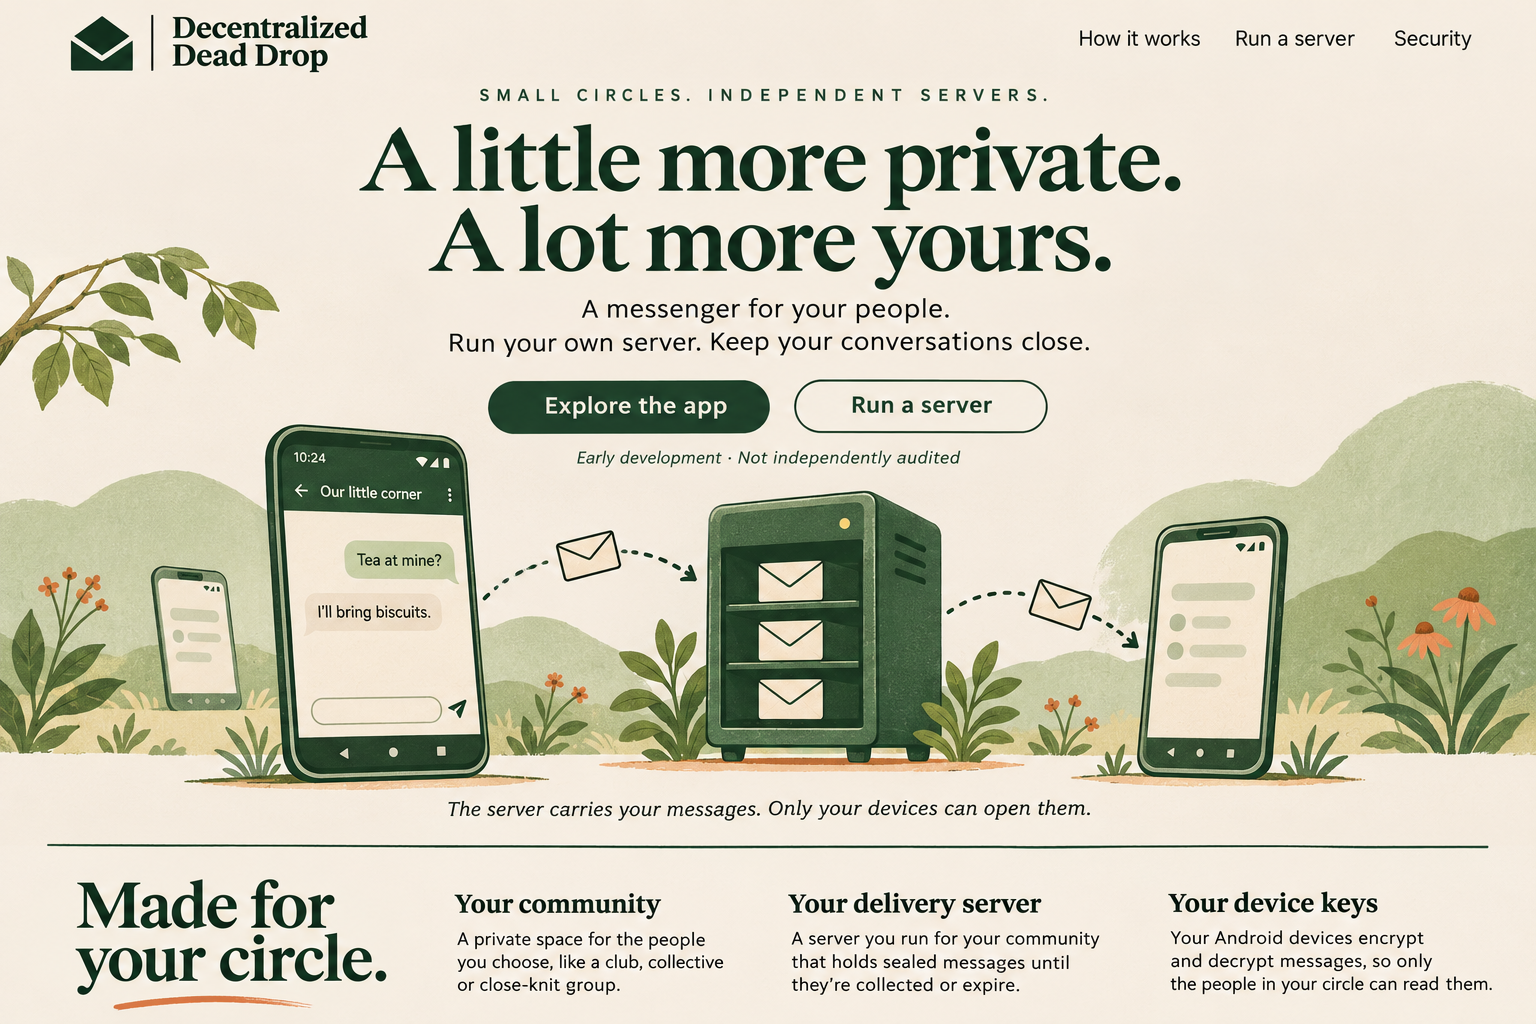 Decentralized
Dead Drop
How it works
Run a server
Security
SMALL CIRCLES. INDEPENDENT SERVERS.
A little more private.
A lot more yours.
A messenger for your people.
Run your own server. Keep your conversations close.
Explore the app
Run a server
Early development · Not independently audited
10:24
Our little corner
Tea at mine?
I'll bring biscuits.
The server carries your messages. Only your devices can open them.
Made for
your circle.
Your community
A private space for the people
you choose, like a club, collective
or close-knit group.
Your delivery server
A server you run for your community
that holds sealed messages until
they're collected or expire.
Your device keys
Your Android devices encrypt
and decrypt messages, so only
the people in your circle can read them.